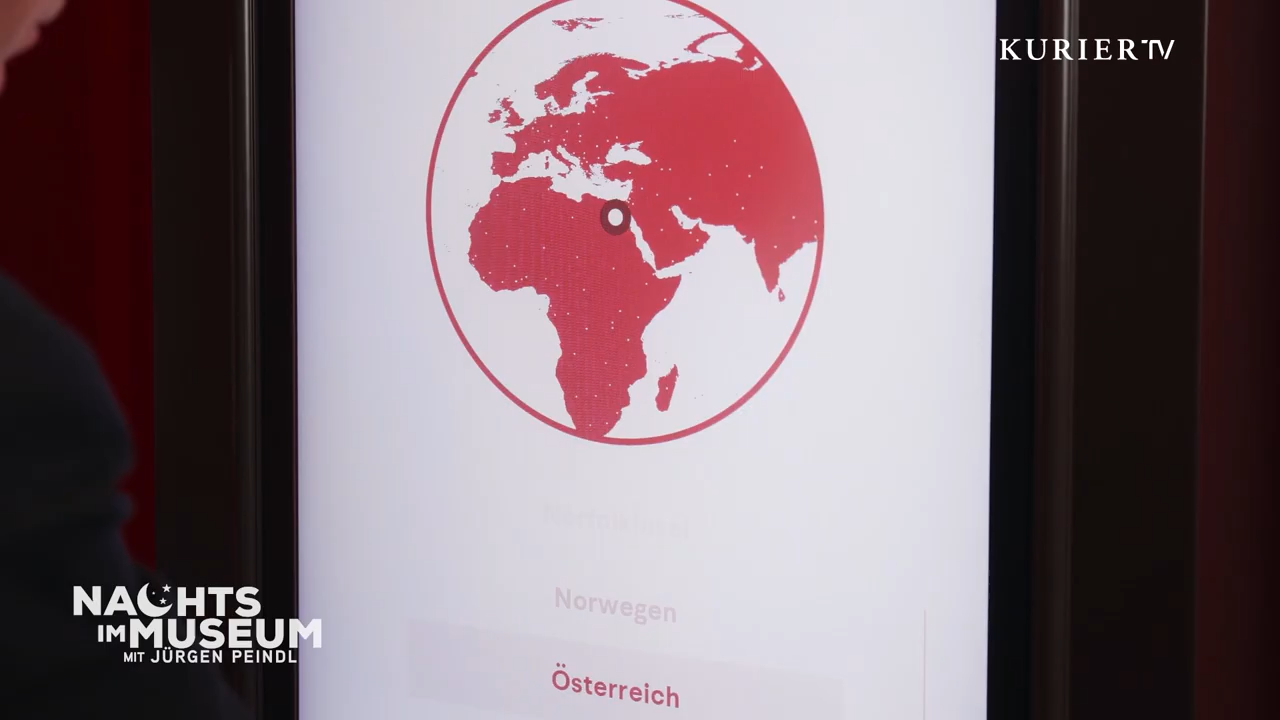 KURIER TV
Norwegen
Österreich
NACHTS
IM MUSEUM
MIT JÜRGEN PEINDL